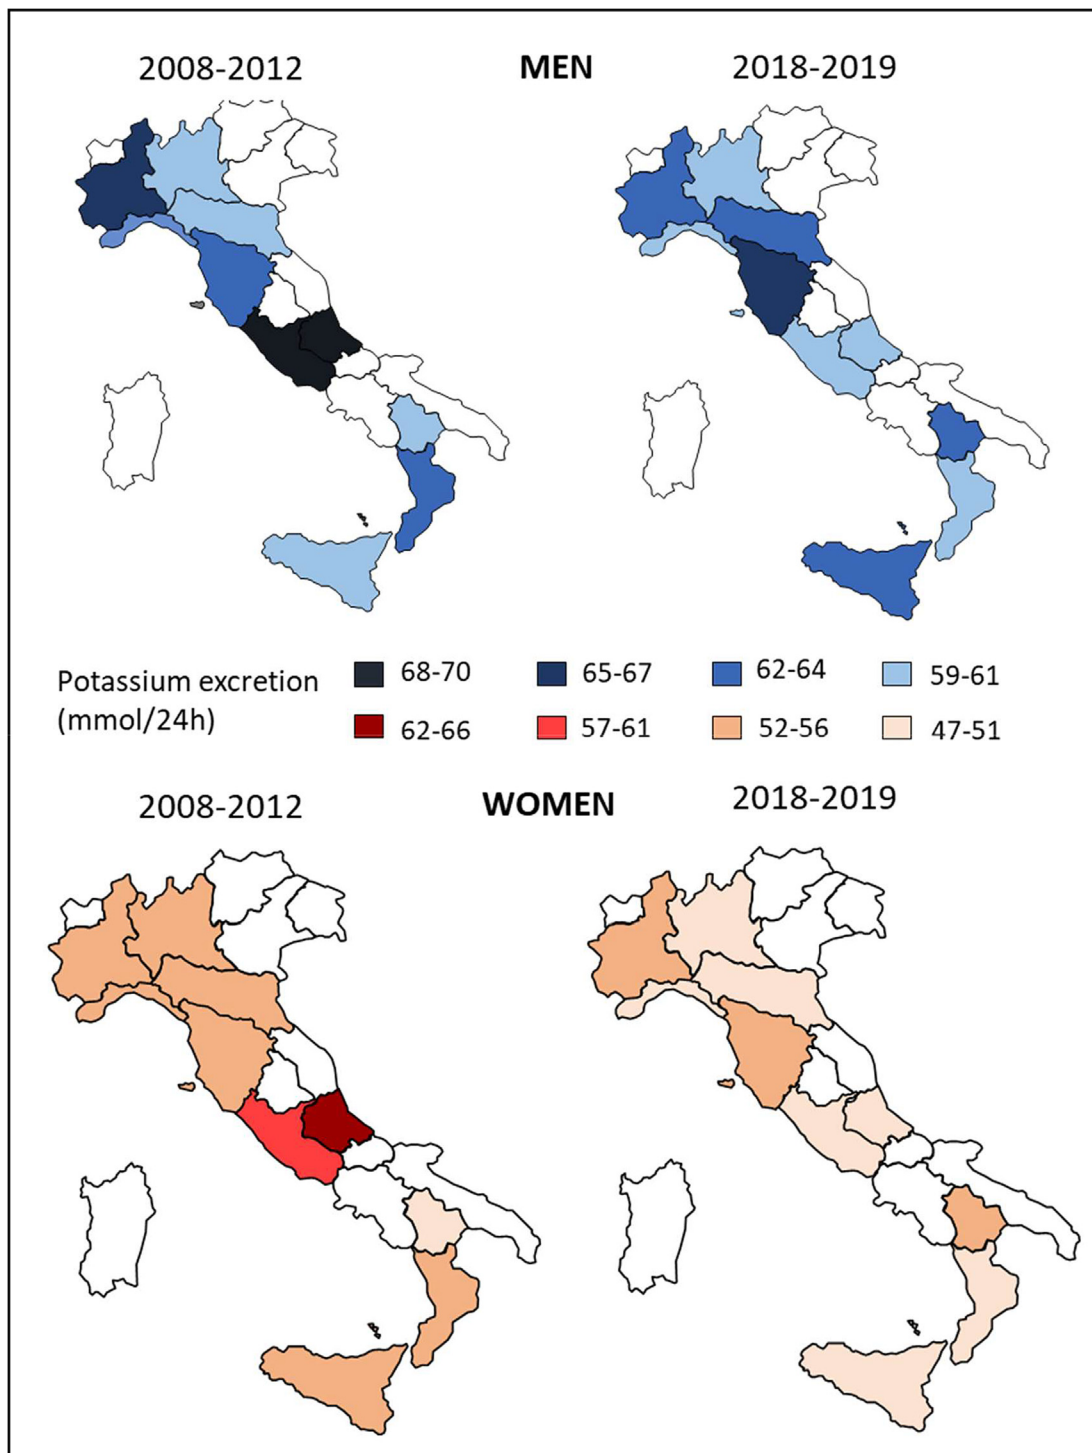 2008-2012 MEN 2018-2019
Potassium excretion
(mmol/24h)
68-70 65-67 62-64 59-61
62-66 57-61 52-56 47-51
2008-2012 WOMEN 2018-2019